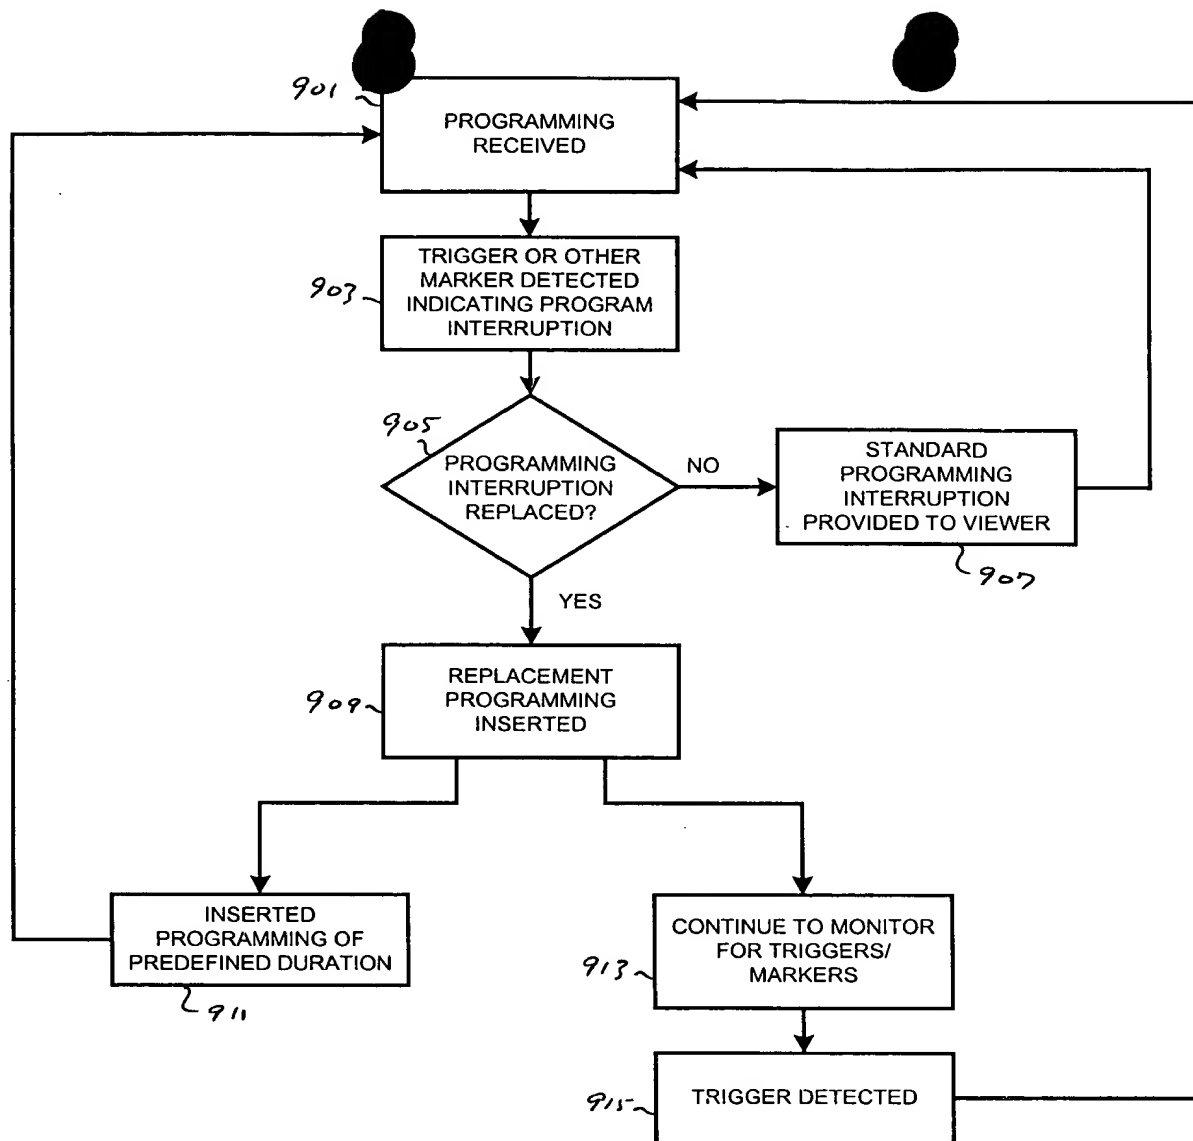 901
PROGRAMMING
RECEIVED
903
TRIGGER OR OTHER
MARKER DETECTED
INDICATING PROGRAM
INTERRUPTION
905
PROGRAMMING
INTERRUPTION
REPLACED?
NO
STANDARD
PROGRAMMING
INTERRUPTION
PROVIDED TO VIEWER
907
YES
909
REPLACEMENT
PROGRAMMING
INSERTED
INSERTED
PROGRAMMING OF
PREDEFINED DURATION
911
913
CONTINUE TO MONITOR
FOR TRIGGERS/
MARKERS
915
TRIGGER DETECTED